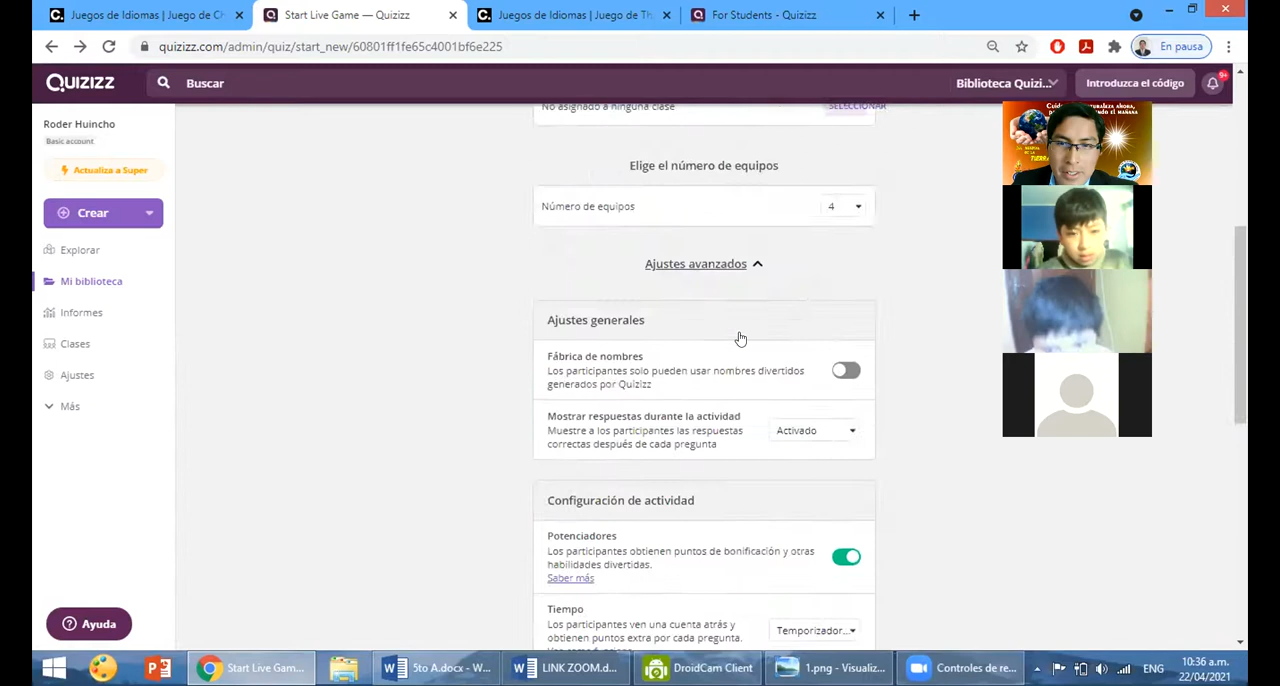 Juegos de Idiomas | Juego de Ch
Start Live Game — Quizizz
Juegos de Idiomas | Juego de Th
For Students - Quizizz
quizizz.com/admin/quiz/start_new/60801ff1fe65c4001bf6e225
En pausa
QUIZIZZ
Buscar
Biblioteca Quizi...
Introduzca el código
9+
Roder Huincho
Basic account
Actualiza a Super
Crear
Explorar
Mi biblioteca
Informes
Clases
Ajustes
Más
Ayuda
No asignado a ninguna clase
SELECCIONAR
Elige el número de equipos
Número de equipos
4
Ajustes avanzados
Ajustes generales
Fábrica de nombres
Los participantes solo pueden usar nombres divertidos
generados por Quizizz
Mostrar respuestas durante la actividad
Muestre a los participantes las respuestas
correctas después de cada pregunta
Activado
Configuración de actividad
Potenciadores
Los participantes obtienen puntos de bonificación y otras
habilidades divertidas.
Saber más
Tiempo
Los participantes ven una cuenta atrás y
obtienen puntos extra por cada pregunta.
Temporizador...
Start Live Gam...
5to A.docx - W...
LINK ZOOM.d...
DroidCam Client
1.png - Visualiz...
Controles de re...
ENG
10:36 a.m.
22/04/2021